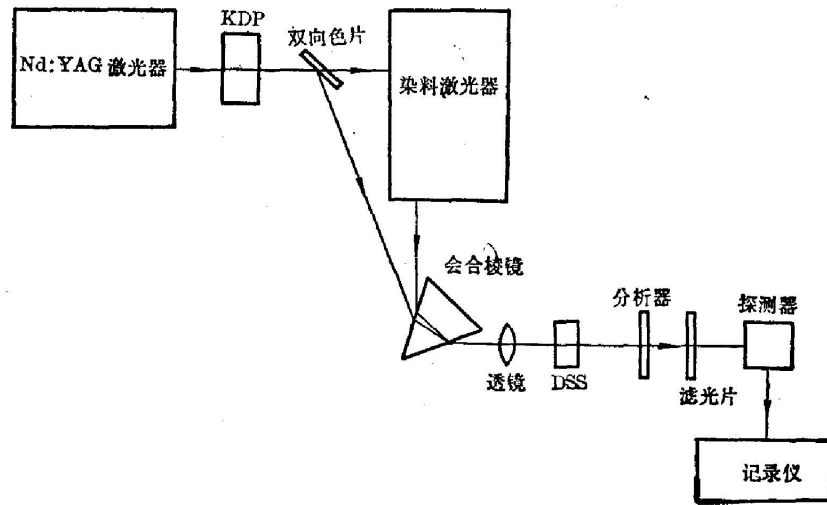 KDP
双向色片
Nd:YAG 激光器
染料激光器
会合棱镜
分析器
探测器
透镜
DSS
滤光片
记录仪